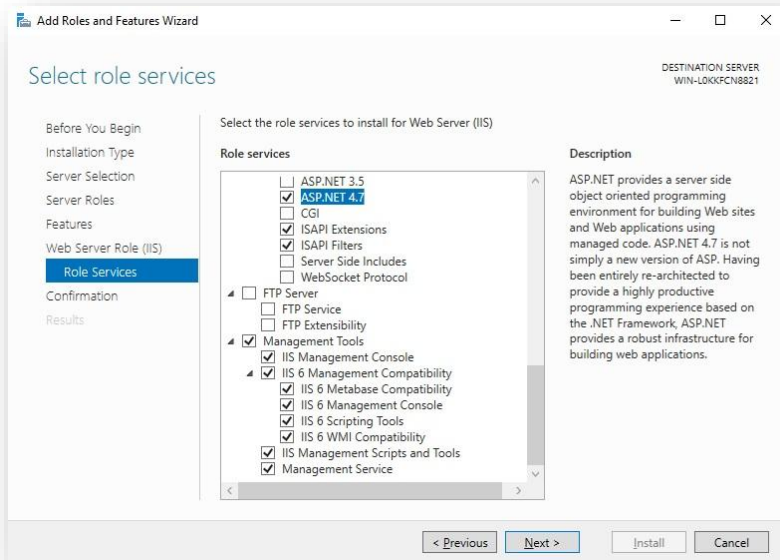 Add Roles and Features Wizard
Select role services
DESTINATION SERVER
WIN-L0KKFCN8821
Before You Begin
Installation Type
Server Selection
Server Roles
Features
Web Server Role (IIS)
Role Services
Confirmation
Results
Select the role services to install for Web Server (IIS)
Role services
ASP.NET 3.5
ASP.NET 4.7
CGI
ISAPI Extensions
ISAPI Filters
Server Side Includes
WebSocket Protocol
FTP Server
FTP Service
FTP Extensibility
Management Tools
IIS Management Console
IIS 6 Management Compatibility
IIS 6 Metabase Compatibility
IIS 6 Management Console
IIS 6 Scripting Tools
IIS 6 WMI Compatibility
IIS Management Scripts and Tools
Management Service
Description
ASP.NET provides a server side
object oriented programming
environment for building Web sites
and Web applications using
managed code. ASP.NET 4.7 is not
simply a new version of ASP. Having
been entirely re-architected to
provide a highly productive
programming experience based on
the .NET Framework, ASP.NET
provides a robust infrastructure for
building web applications.
< Previous
Next >
Install
Cancel